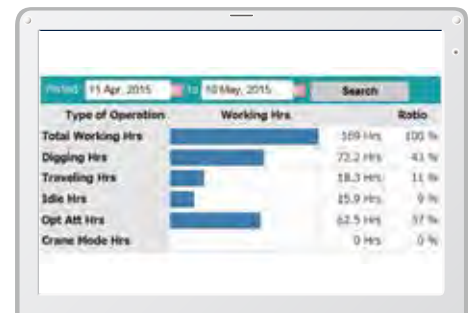 Period 11 Apr, 2015 to 10 May, 2015 Search
Type of Operation Working Hrs Ratio
Total Working Hrs 169 Hrs 100 %
Digging Hrs 72.2 Hrs 43 %
Traveling Hrs 18.3 Hrs 11 %
Idle Hrs 15.9 Hrs 9 %
Opt Att Hrs 62.5 Hrs 37 %
Crane Mode Hrs 0 Hrs 0 %